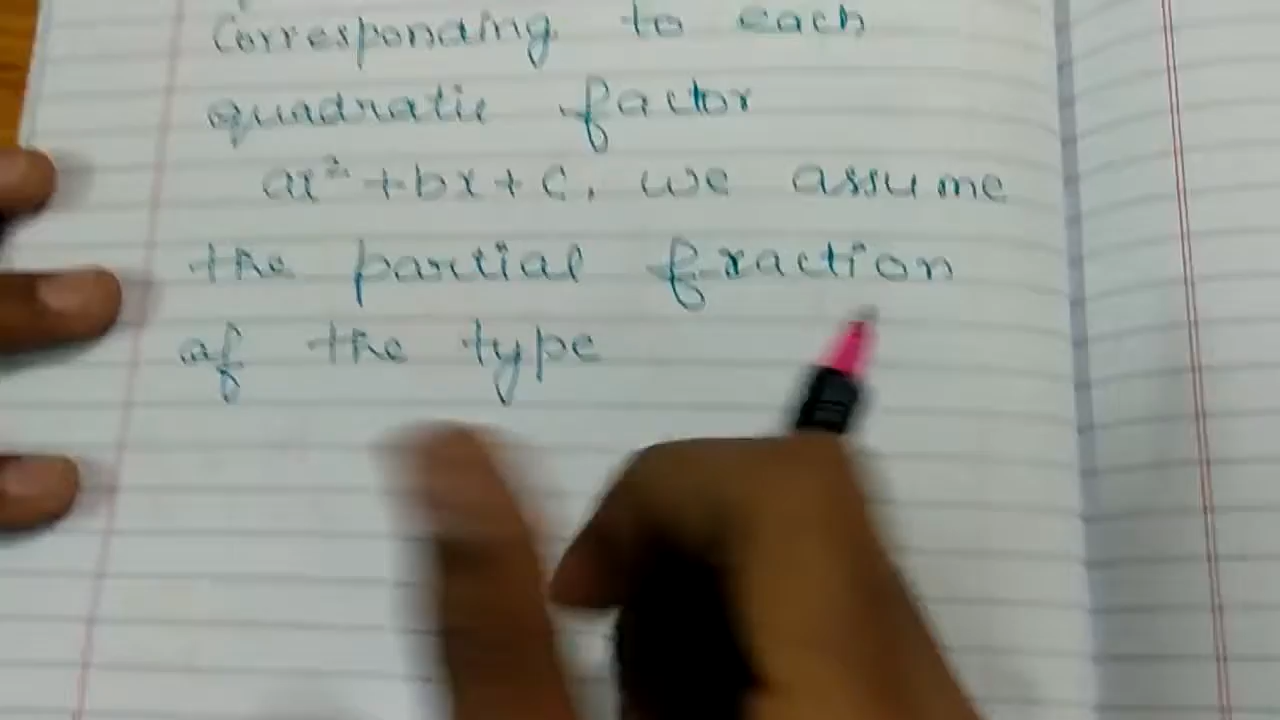 Corresponding to each
quadratic factor
ax² + bx + c, we assume
the partial fraction
of the type